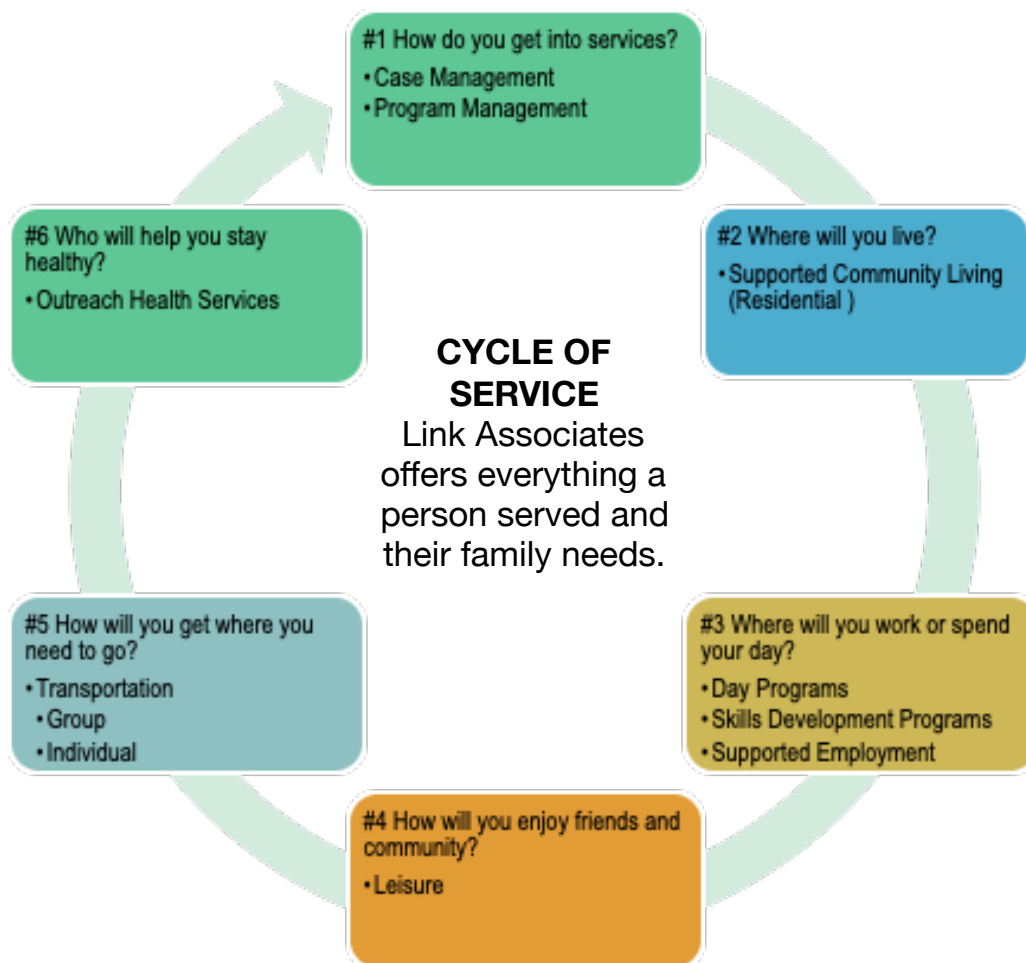 #1 How do you get into services?
•Case Management
•Program Management
#2 Where will you live?
•Supported Community Living
(Residential )
#3 Where will you work or spend
your day?
•Day Programs
•Skills Development Programs
•Supported Employment
#4 How will you enjoy friends and
community?
•Leisure
#5 How will you get where you
need to go?
•Transportation
•Group
•Individual
#6 Who will help you stay
healthy?
•Outreach Health Services
CYCLE OF
SERVICE
Link Associates
offers everything a
person served and
their family needs.